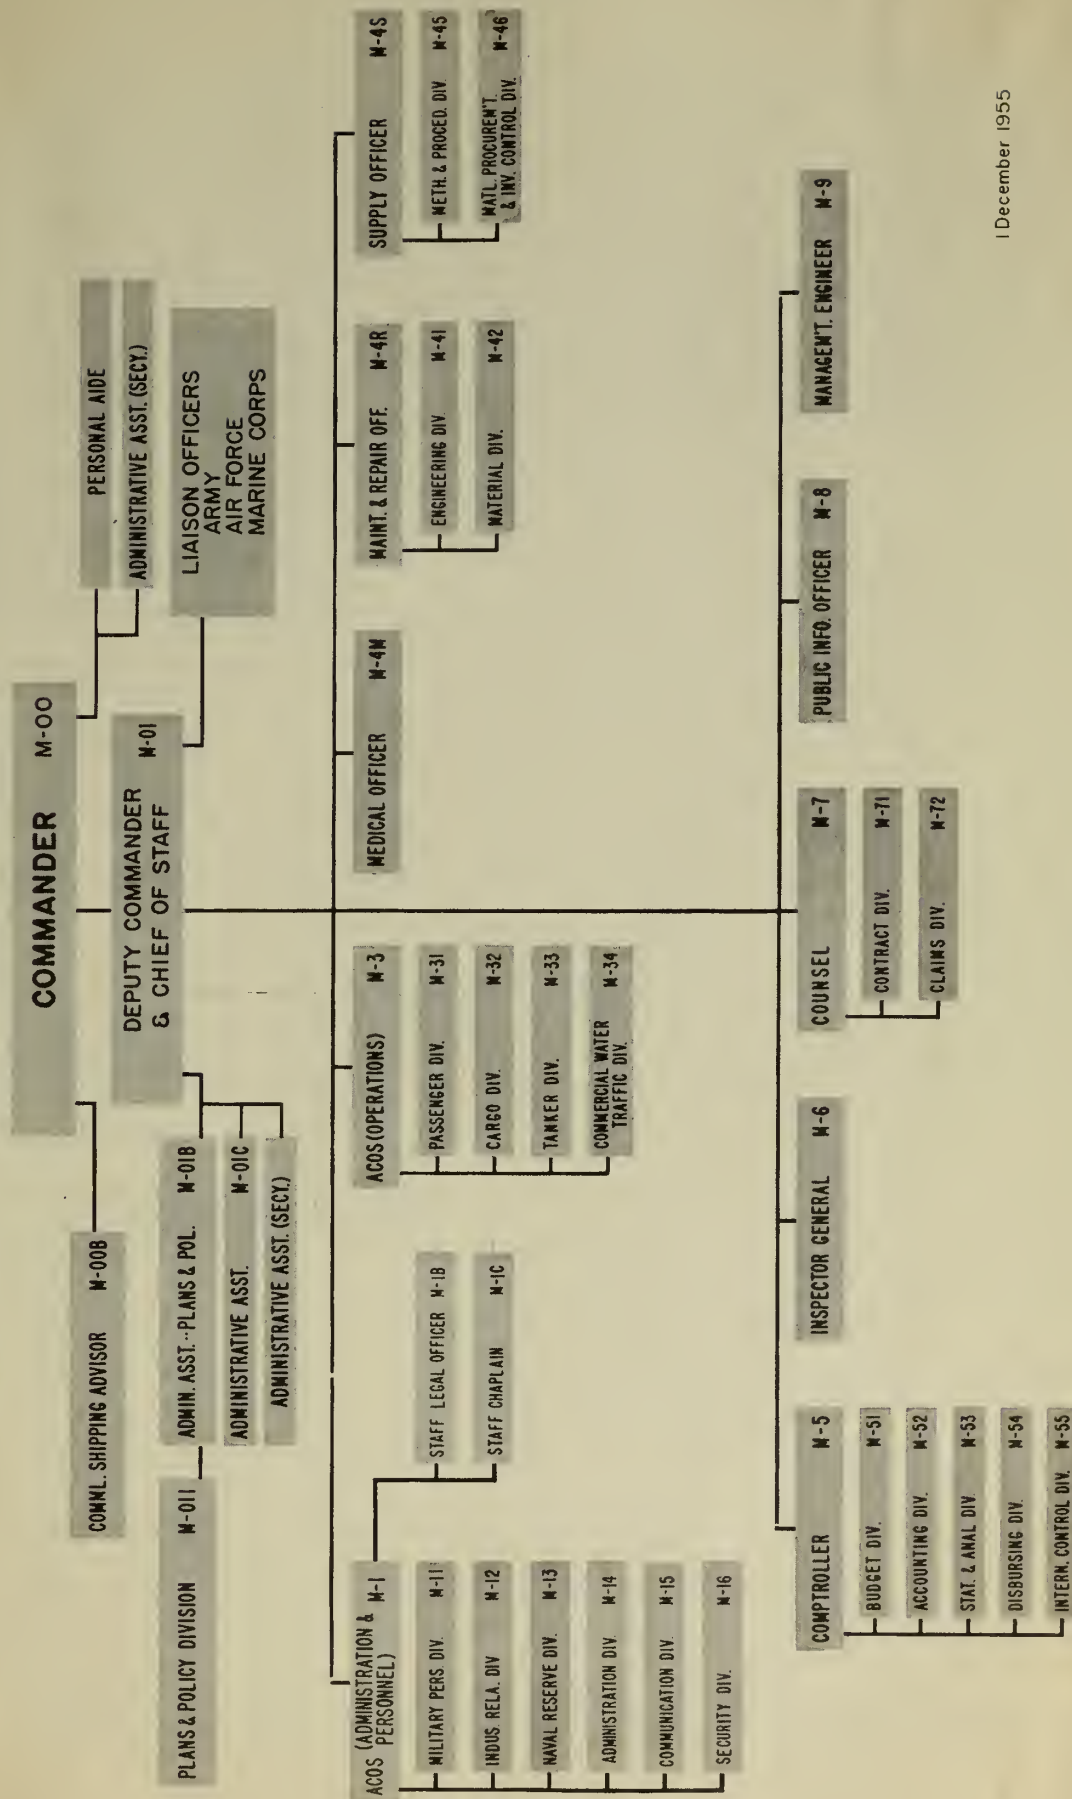 COMMANDER M-00
PERSONAL AIDE
ADMINISTRATIVE ASST. (SECY.)
COMML. SHIPPING ADVISOR M-00B
DEPUTY COMMANDER M-01
& CHIEF OF STAFF
LIAISON OFFICERS
ARMY
AIR FORCE
MARINE CORPS
PLANS & POLICY DIVISION M-011
ADMIN. ASST.--PLANS & POL. M-01B
ADMINISTRATIVE ASST. M-01C
ADMINISTRATIVE ASST. (SECY.)
ACOS (ADMINISTRATION & M-1
PERSONNEL)
MILITARY PERS. DIV. M-11
INDUS. RELA. DIV M-12
NAVAL RESERVE DIV. M-13
ADMINISTRATION DIV. M-14
COMMUNICATION DIV. M-15
SECURITY DIV. M-16
STAFF LEGAL OFFICER M-1B
STAFF CHAPLAIN M-1C
ACOS (OPERATIONS) M-3
PASSENGER DIV. M-31
CARGO DIV. M-32
TANKER DIV. M-33
COMMERCIAL WATER M-34
TRAFFIC DIV.
MEDICAL OFFICER M-4M
MAINT. & REPAIR OFF. M-4R
ENGINEERING DIV. M-41
MATERIAL DIV. M-42
SUPPLY OFFICER M-4S
METH. & PROCED. DIV. M-45
MATL. PROCUREM'T. M-46
& INV. CONTROL DIV.
COMPTROLLER M-5
BUDGET DIV. M-51
ACCOUNTING DIV. M-52
STAT. & ANAL DIV. M-53
DISBURSING DIV. M-54
INTERN. CONTROL DIV. M-55
INSPECTOR GENERAL M-6
COUNSEL M-7
CONTRACT DIV. M-71
CLAIMS DIV. M-72
PUBLIC INFO. OFFICER M-8
MANAGEM'T. ENGINEER M-9
1 December 1955